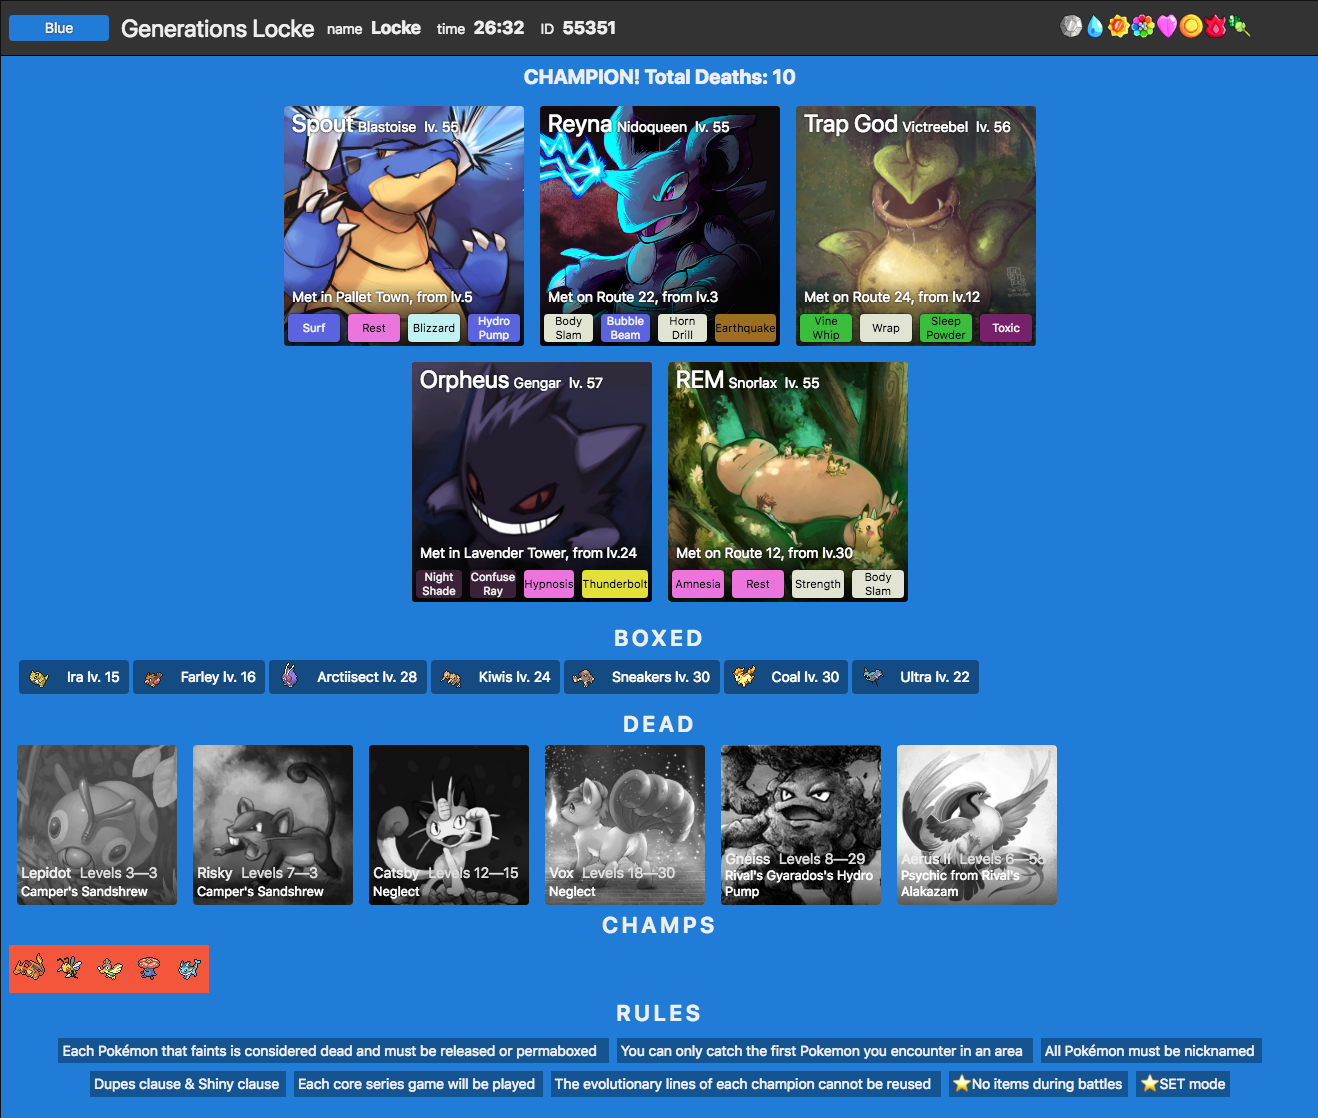 Blue Generations Locke name Locke time 26:32 ID 55351
CHAMPION! Total Deaths: 10
Spout Blastoise lv. 55
Met in Pallet Town, from lv.5
Surf
Rest
Blizzard
Hydro
Pump
Reyna Nidoqueen lv. 55
Met on Route 22, from lv.3
Body
Slam
Bubble
Beam
Horn
Drill
Earthquake
Trap God Victreebel lv. 56
Met on Route 24, from lv.12
Vine
Whip
Wrap
Sleep
Powder
Toxic
Orpheus Gengar lv. 57
Met in Lavender Tower, from lv.24
Night
Shade
Confuse
Ray
Hypnosis
Thunderbolt
REM Snorlax lv. 55
Met on Route 12, from lv.30
Amnesia
Rest
Strength
Body
Slam
BOXED
Ira lv. 15
Farley lv. 16
Arctiisect lv. 28
Kiwis lv. 24
Sneakers lv. 30
Coal lv. 30
Ultra lv. 22
DEAD
Lepidot Levels 3—3
Camper's Sandshrew
Risky Levels 7—3
Camper's Sandshrew
Catsby Levels 12—15
Neglect
Vox Levels 18—30
Neglect
Gneiss Levels 8—29
Rival's Gyarados's Hydro
Pump
Aerus II Levels 6—55
Psychic from Rival's
Alakazam
CHAMPS
RULES
Each Pokémon that faints is considered dead and must be released or permaboxed
You can only catch the first Pokemon you encounter in an area
All Pokémon must be nicknamed
Dupes clause & Shiny clause
Each core series game will be played
The evolutionary lines of each champion cannot be reused
⭐No items during battles
⭐SET mode